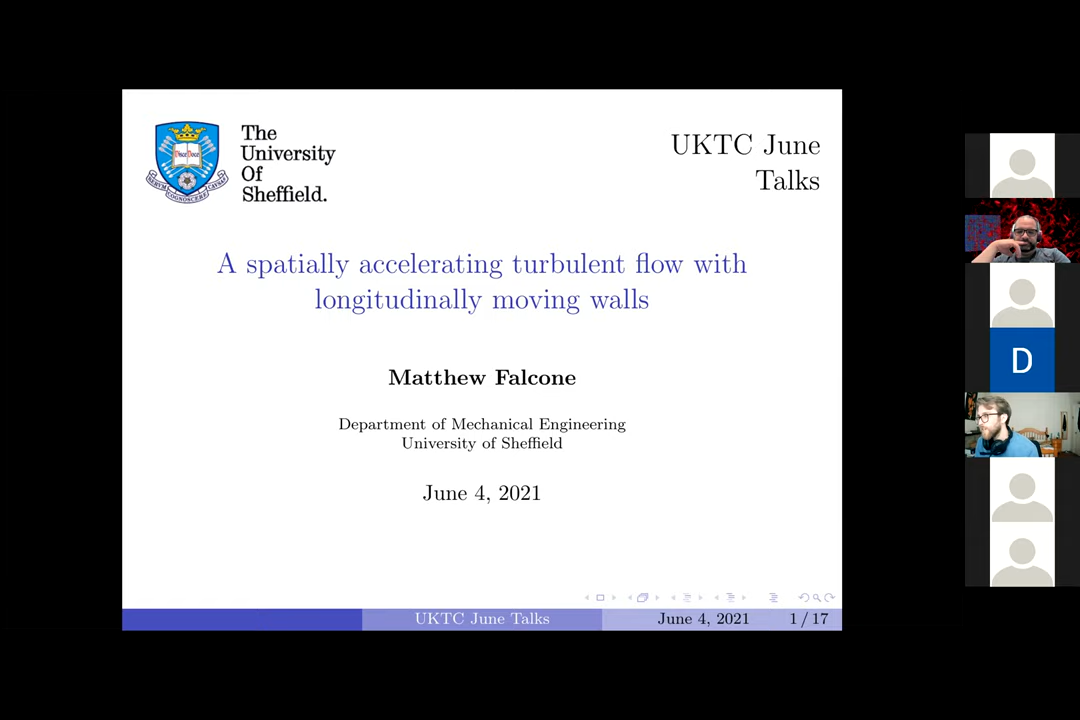 The
University
Of
Sheffield.
UKTC June
Talks
A spatially accelerating turbulent flow with
longitudinally moving walls
Matthew Falcone
Department of Mechanical Engineering
University of Sheffield
June 4, 2021
UKTC June Talks
June 4, 2021
1 / 17
D